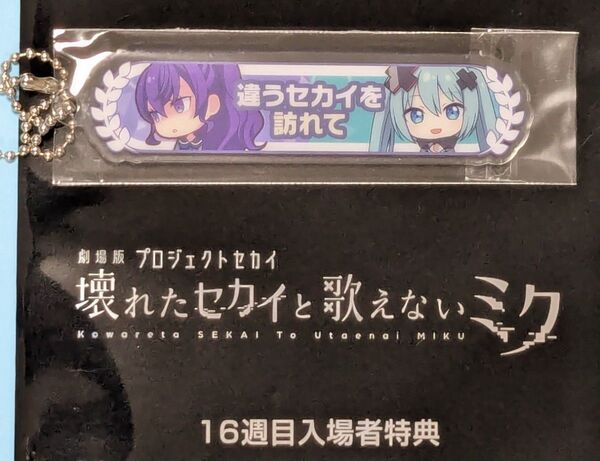 違うセカイを
訪れて
劇場版 プロジェクトセカイ
壊れたセカイと歌えないミク
Kowareta SEKAI To Utaenai MIKU
16週目入場者特典